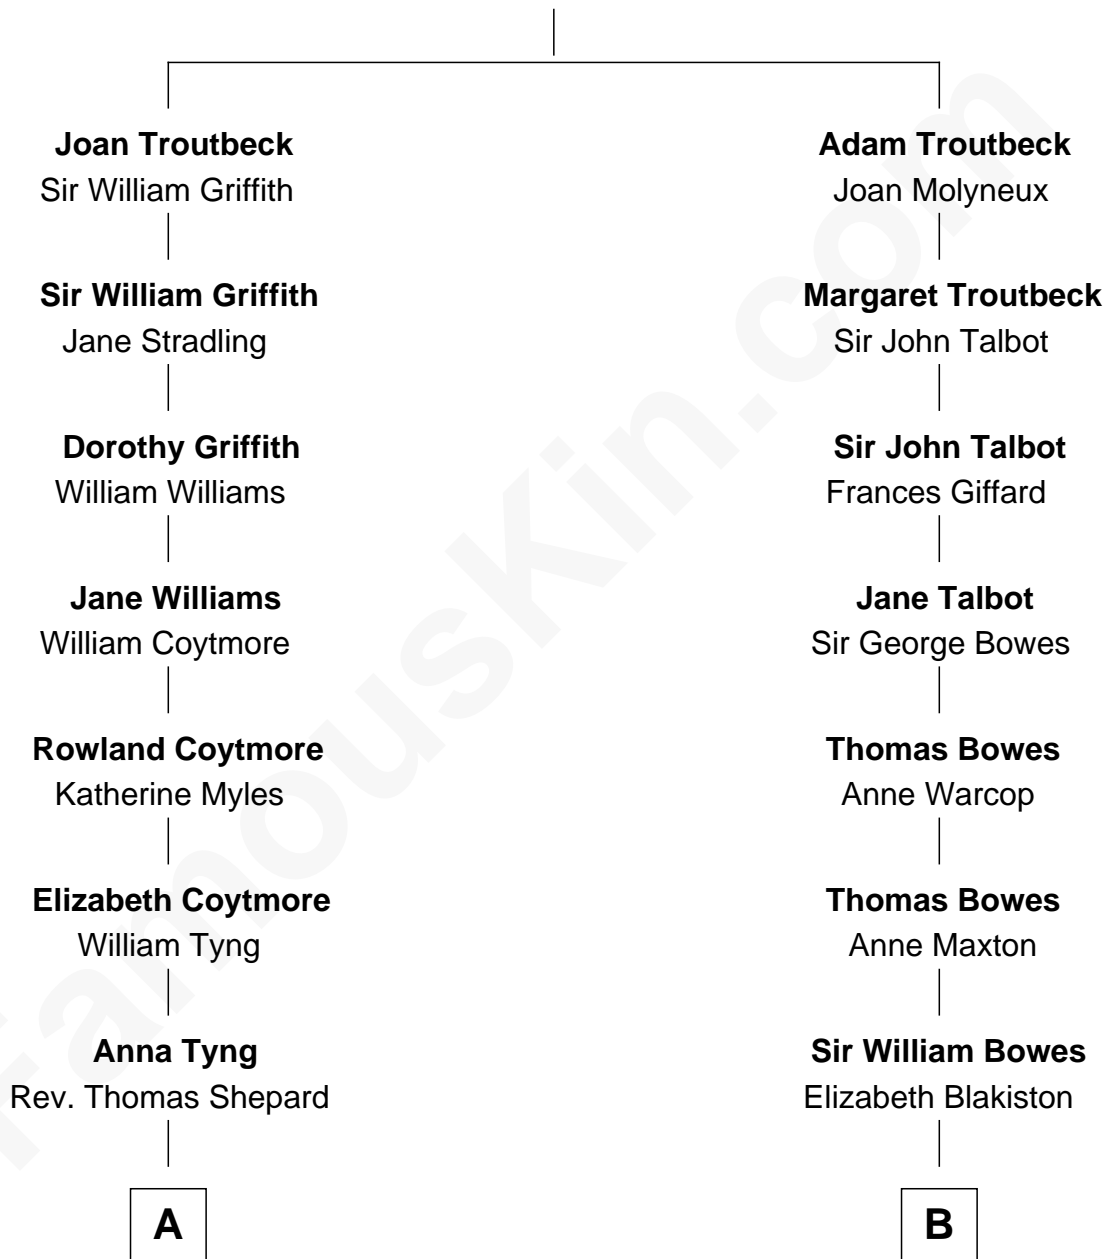 Joan Troutbeck
Sir William Griffith
Sir William Griffith
Jane Stradling
Dorothy Griffith
William Williams
Jane Williams
William Coytmore
Rowland Coytmore
Katherine Myles
Elizabeth Coytmore
William Tyng
Anna Tyng
Rev. Thomas Shepard
A
Adam Troutbeck
Joan Molyneux
Margaret Troutbeck
Sir John Talbot
Sir John Talbot
Frances Giffard
Jane Talbot
Sir George Bowes
Thomas Bowes
Anne Warcop
Thomas Bowes
Anne Maxton
Sir William Bowes
Elizabeth Blakiston
B
FamousKin.com